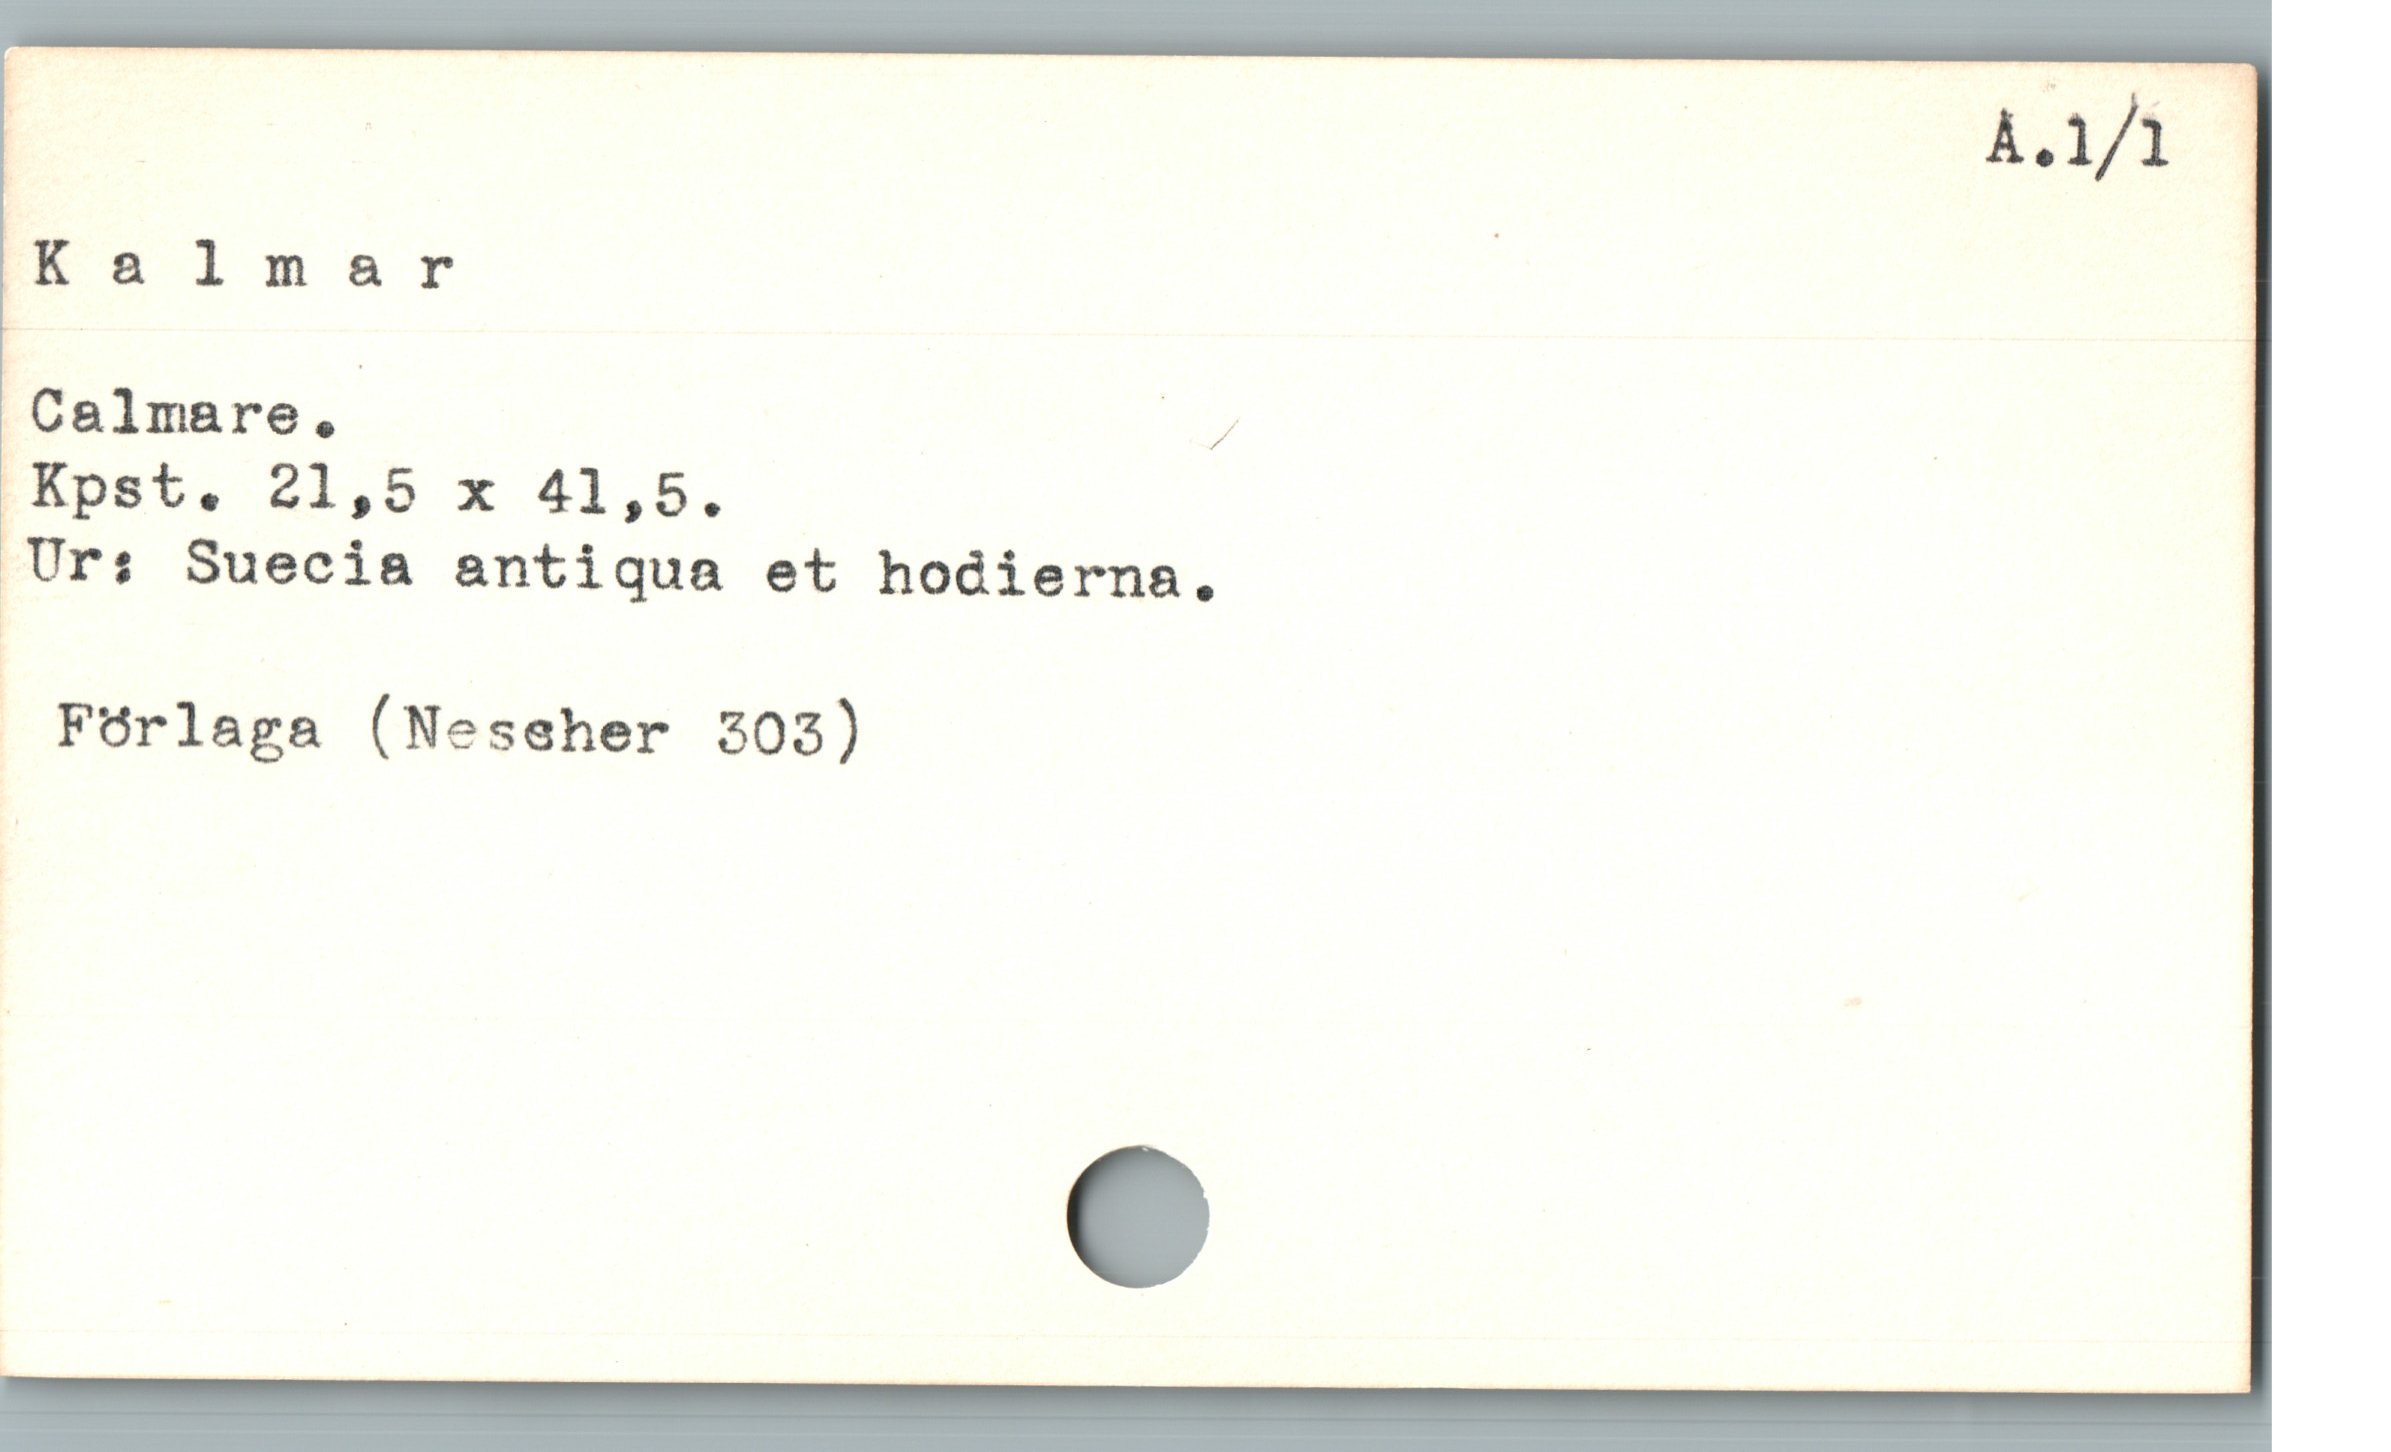 A.1/1
K a l m a r
Calmare.
Kpst. 21,5 x 41,5.
Ur: Suecia antiqua et hodierna.
Förlaga (Nescher 303)